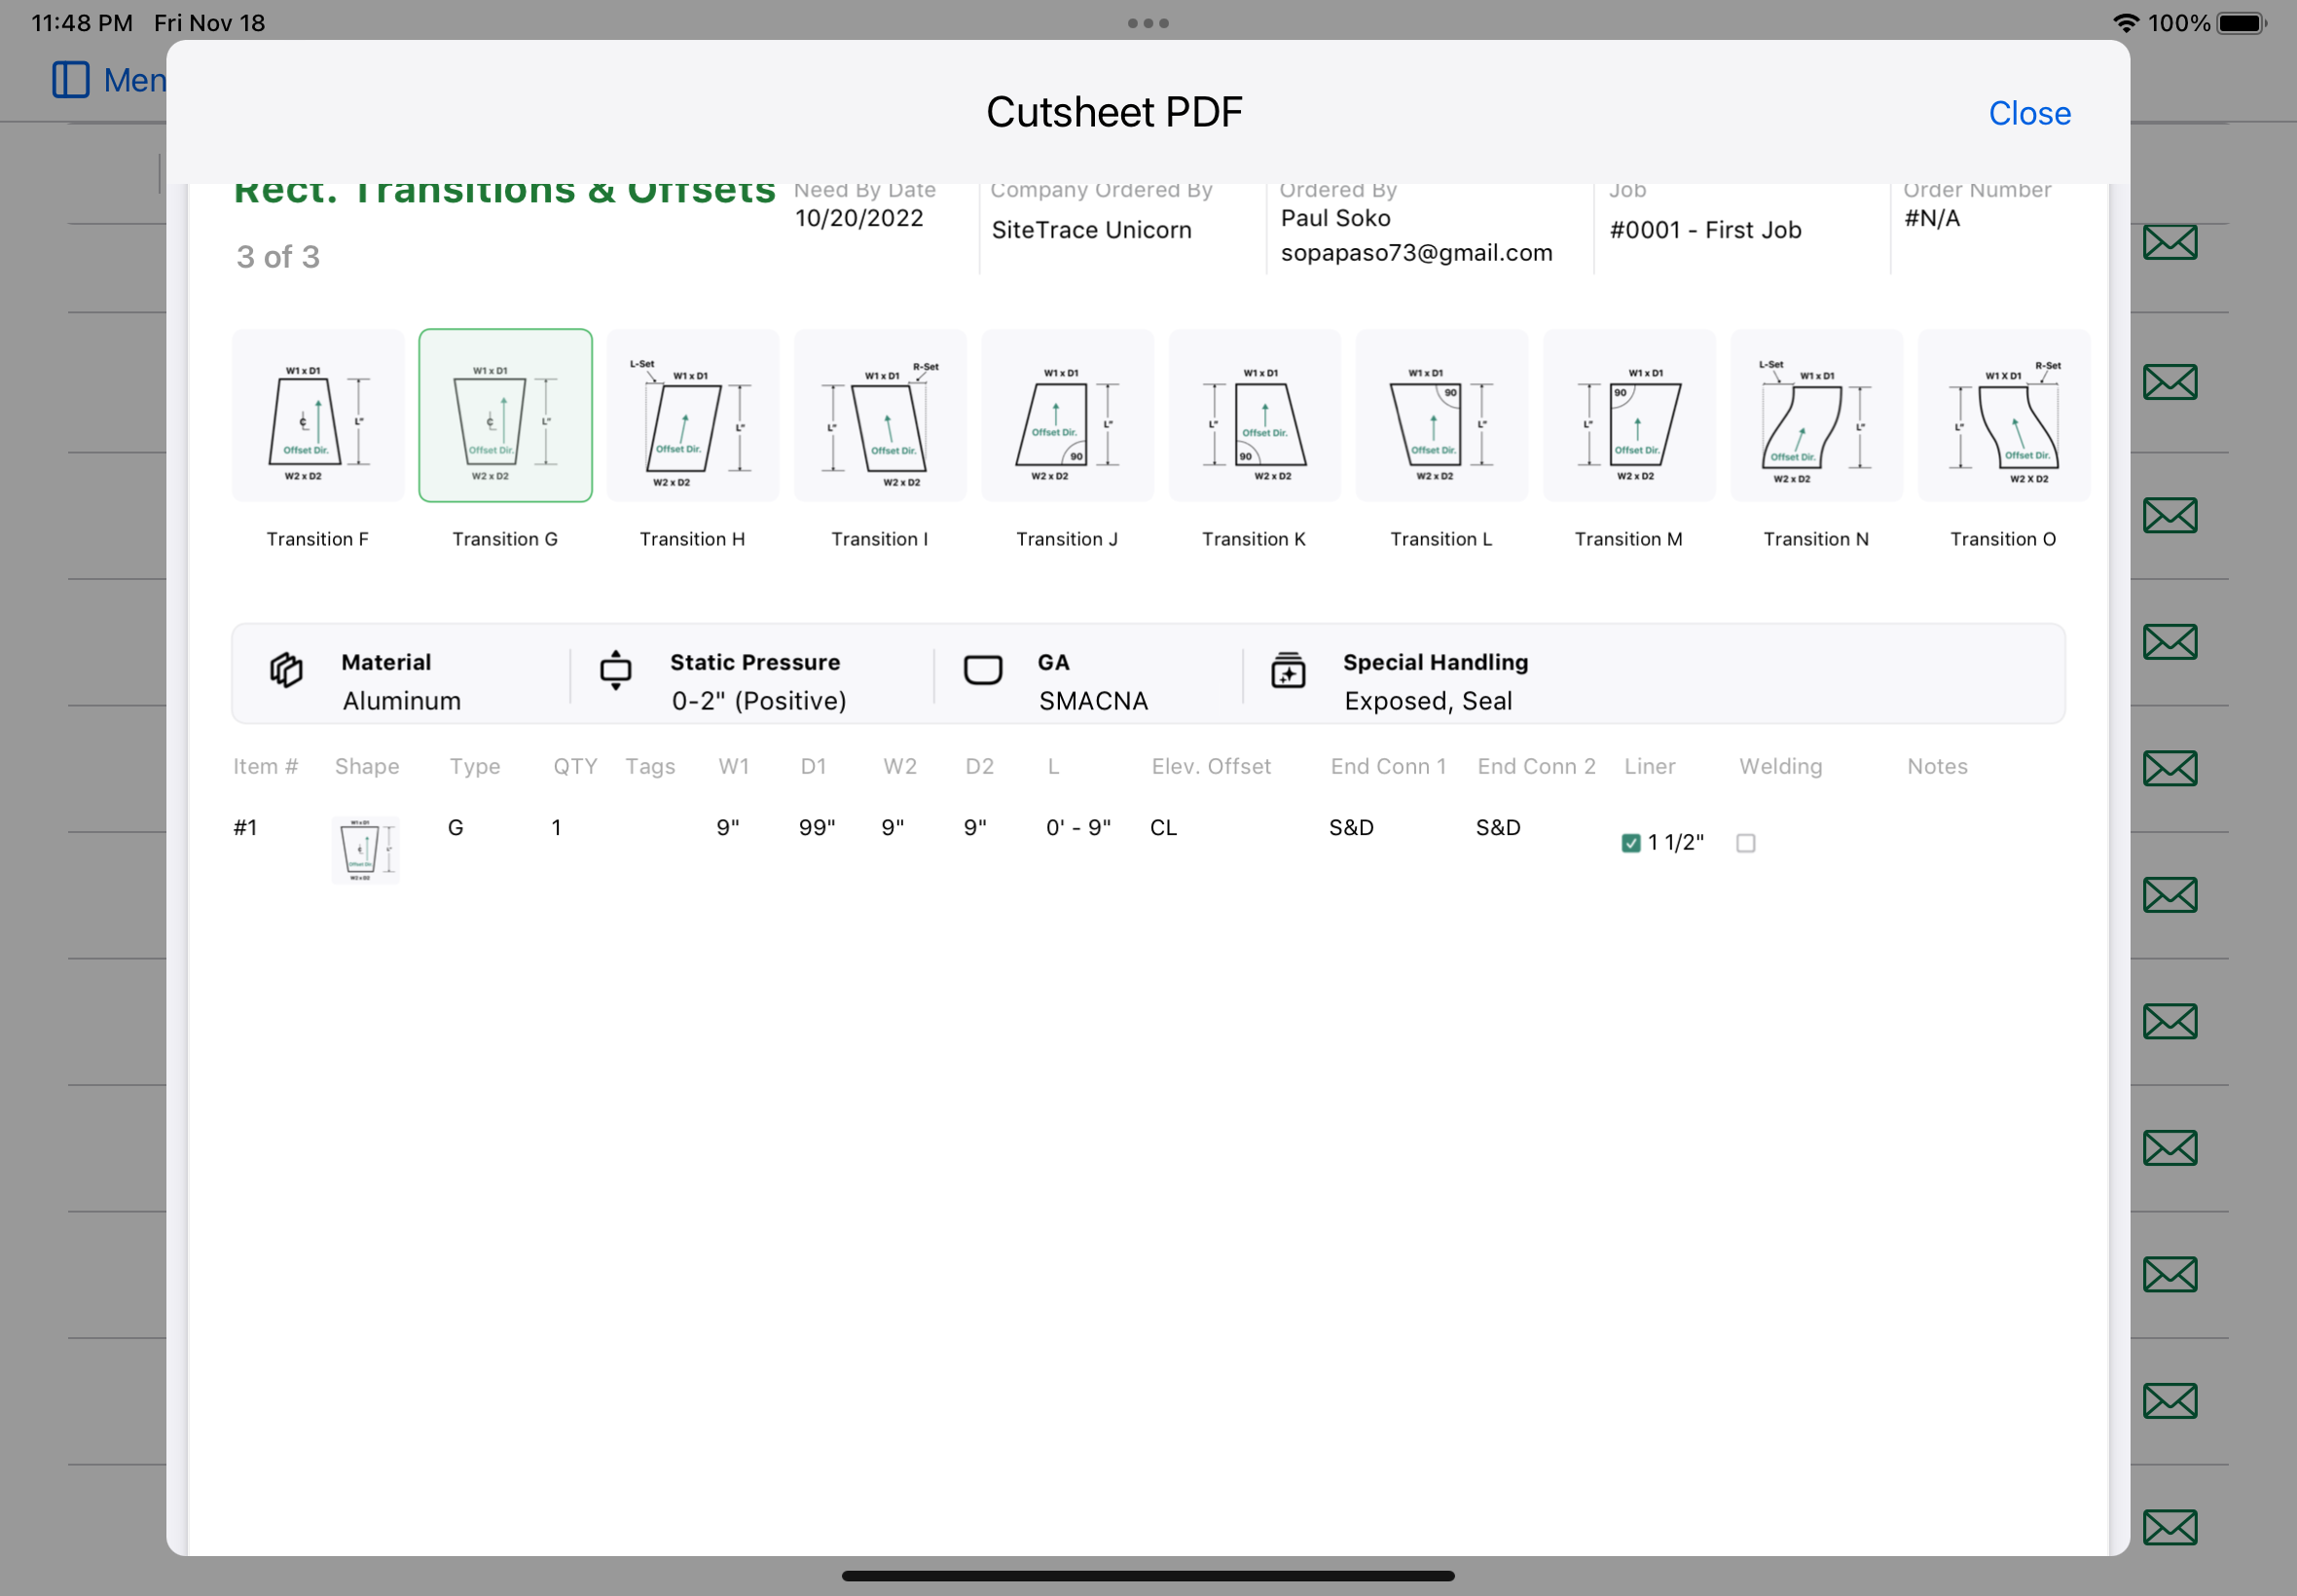 11:48 PM Fri Nov 18
100%
Men
Cutsheet PDF
Close
Rect. Transitions & Offsets
3 of 3
Need By Date
10/20/2022
Company Ordered By
SiteTrace Unicorn
Ordered By
Paul Soko
sopapaso73@gmail.com
Job
#0001 - First Job
Order Number
#N/A
W1 x D1
L"
Offset Dir.
W2 x D2
Transition F
W1 x D1
L"
Offset Dir.
W2 x D2
Transition G
L-Set
W1 x D1
L"
Offset Dir.
W2 x D2
Transition H
R-Set
W1 x D1
L"
Offset Dir.
W2 x D2
Transition I
W1 x D1
L"
Offset Dir.
90
W2 x D2
Transition J
W1 x D1
L"
Offset Dir.
90
W2 x D2
Transition K
W1 x D1
90
L"
Offset Dir.
W2 x D2
Transition L
W1 x D1
90
L"
Offset Dir.
W2 x D2
Transition M
L-Set
W1 x D1
L"
Offset Dir.
W2 x D2
Transition N
R-Set
W1 X D1
L"
Offset Dir.
W2 X D2
Transition O
Material
Aluminum
Static Pressure
0-2" (Positive)
GA
SMACNA
Special Handling
Exposed, Seal
Item # Shape Type QTY Tags W1 D1 W2 D2 L Elev. Offset End Conn 1 End Conn 2 Liner Welding Notes
#1 G 1 9" 99" 9" 9" 0' - 9" CL S&D S&D 1 1/2"
W1 x D1
Offset Dir.
W2 x D2